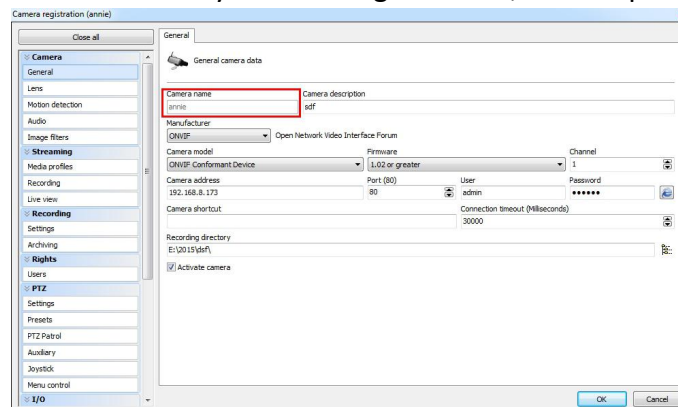 Camera registration (annie)
Close all
Camera
General
Lens
Motion detection
Audio
Image filters
Streaming
Media profiles
Recording
Live view
Recording
Settings
Archiving
Rights
Users
PTZ
Settings
Presets
PTZ Patrol
Auxiliary
Joystick
Menu control
I/O
General
General camera data
Camera name Camera description
annie sdf
Manufacturer
ONVIF Open Network Video Interface Forum
Camera model Firmware Channel
ONVIF Conformant Device 1.02 or greater 1
Camera address Port (80) User Password
192.168.8.173 80 admin ••••••
Camera shortcut Connection timeout (Milliseconds)
30000
Recording directory
E:\2015\dsf\
Activate camera
OK Cancel